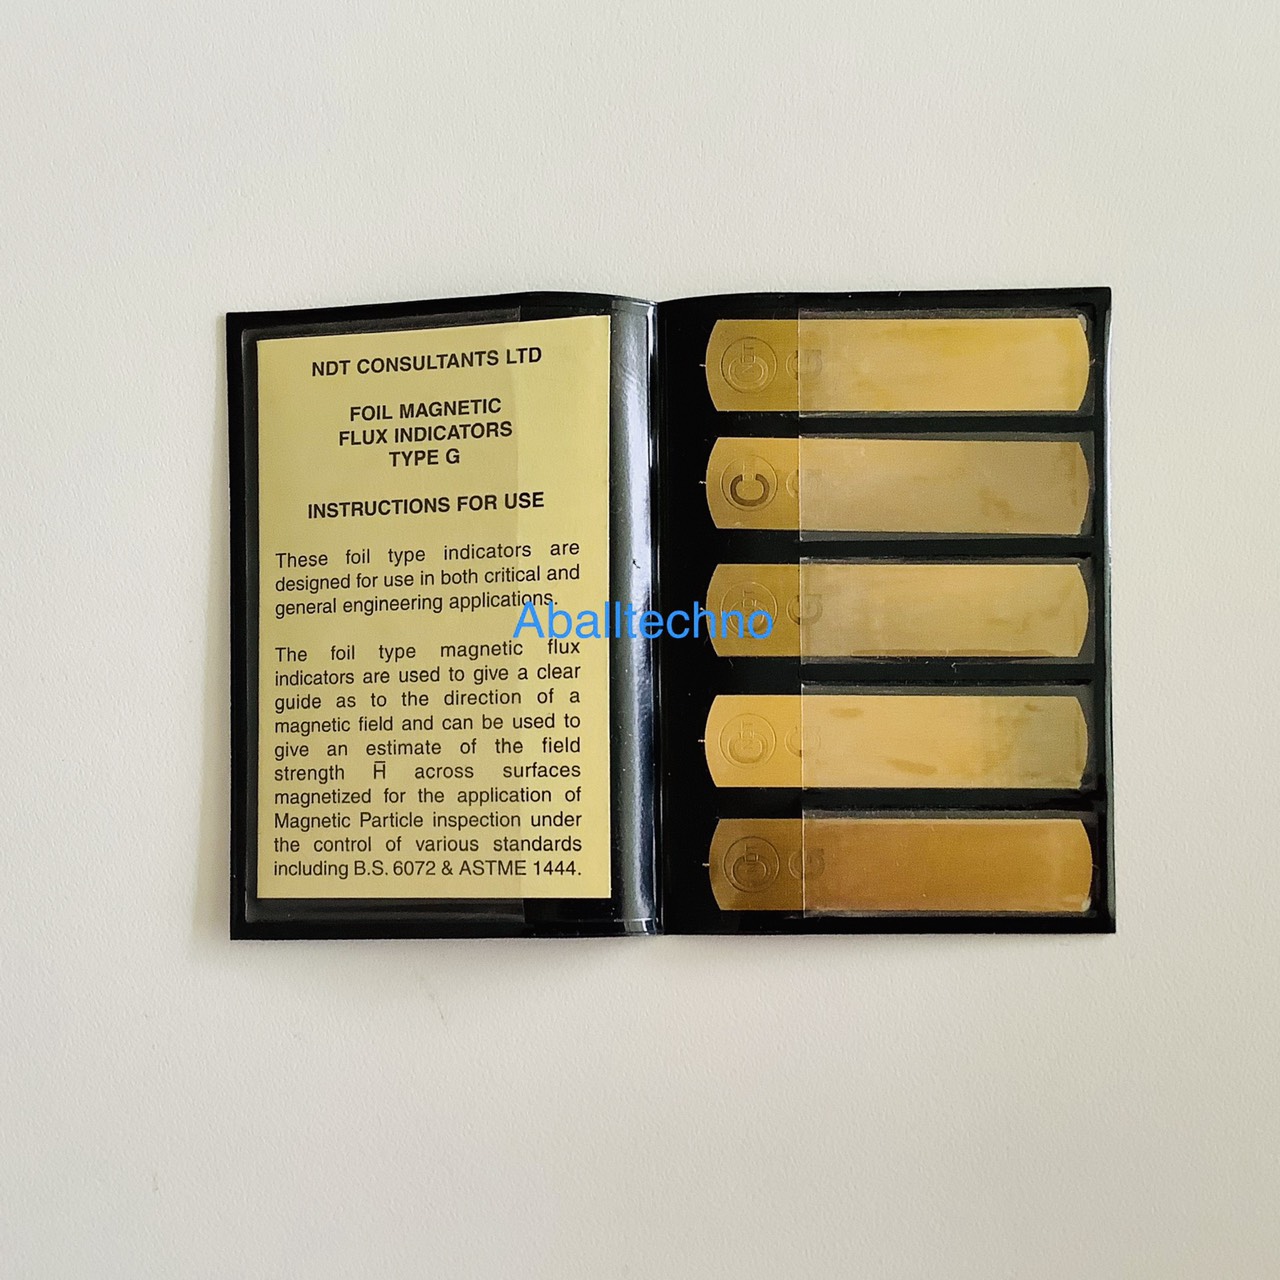 NDT CONSULTANTS LTD
FOIL MAGNETIC
FLUX INDICATORS
TYPE G
INSTRUCTIONS FOR USE
These foil type indicators are
designed for use in both critical and
general engineering applications.
The foil type magnetic flux
indicators are used to give a clear
guide as to the direction of a
magnetic field and can be used to
give an estimate of the field
strength H̅ across surfaces
magnetized for the application of
Magnetic Particle inspection under
the control of various standards
including B.S. 6072 & ASTME 1444.
Aballtechno
NDT G
C G
NDT G
NDT
NDT G